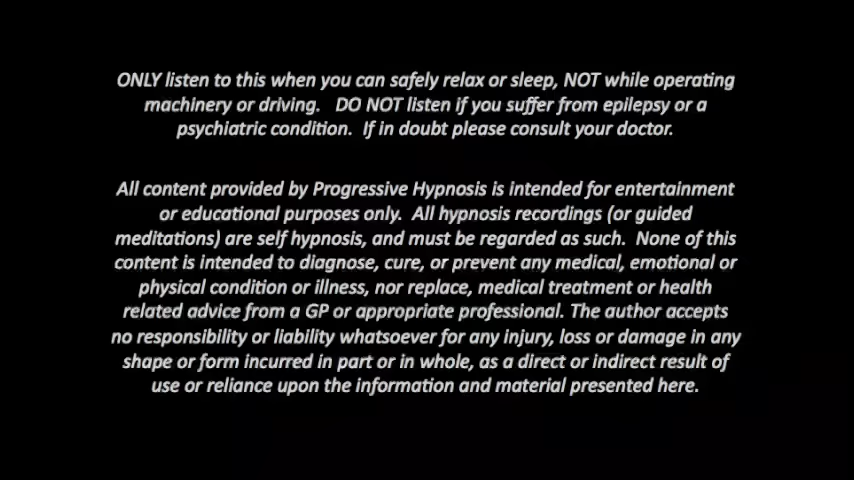 ONLY listen to this when you can safely relax or sleep, NOT while operating
machinery or driving.   DO NOT listen if you suffer from epilepsy or a
psychiatric condition.  If in doubt please consult your doctor.
All content provided by Progressive Hypnosis is intended for entertainment
or educational purposes only.  All hypnosis recordings (or guided
meditations) are self hypnosis, and must be regarded as such.  None of this
content is intended to diagnose, cure, or prevent any medical, emotional or
physical condition or illness, nor replace, medical treatment or health
related advice from a GP or appropriate professional. The author accepts
no responsibility or liability whatsoever for any injury, loss or damage in any
shape or form incurred in part or in whole, as a direct or indirect result of
use or reliance upon the information and material presented here.